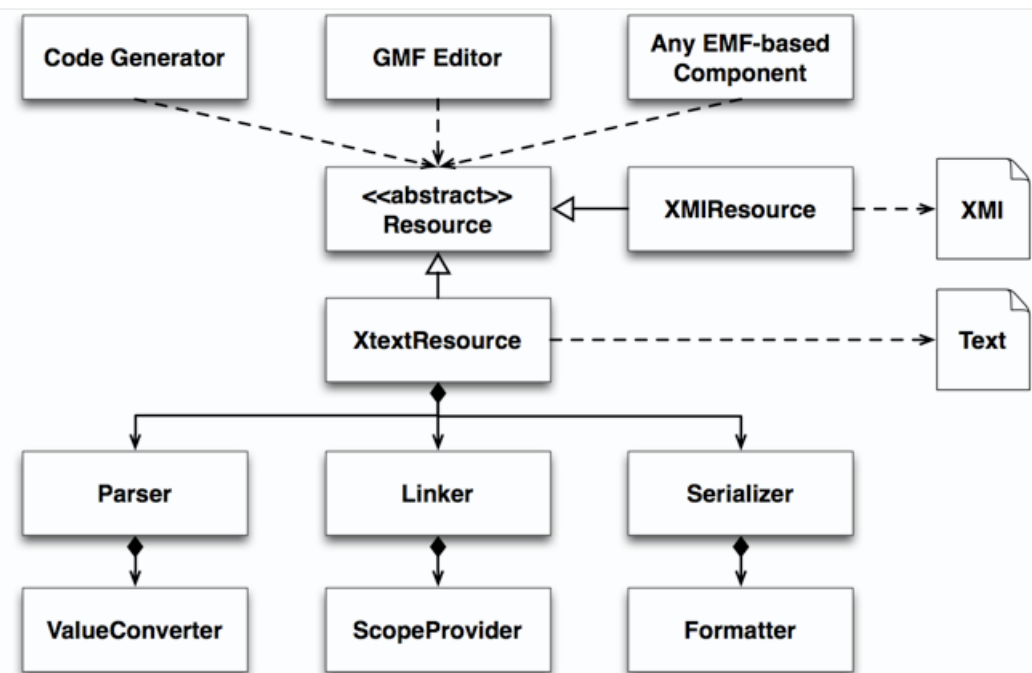 Code Generator
GMF Editor
Any EMF-based
Component
<<abstract>>
Resource
XMIResource
XMI
XtextResource
Text
Parser
Linker
Serializer
ValueConverter
ScopeProvider
Formatter